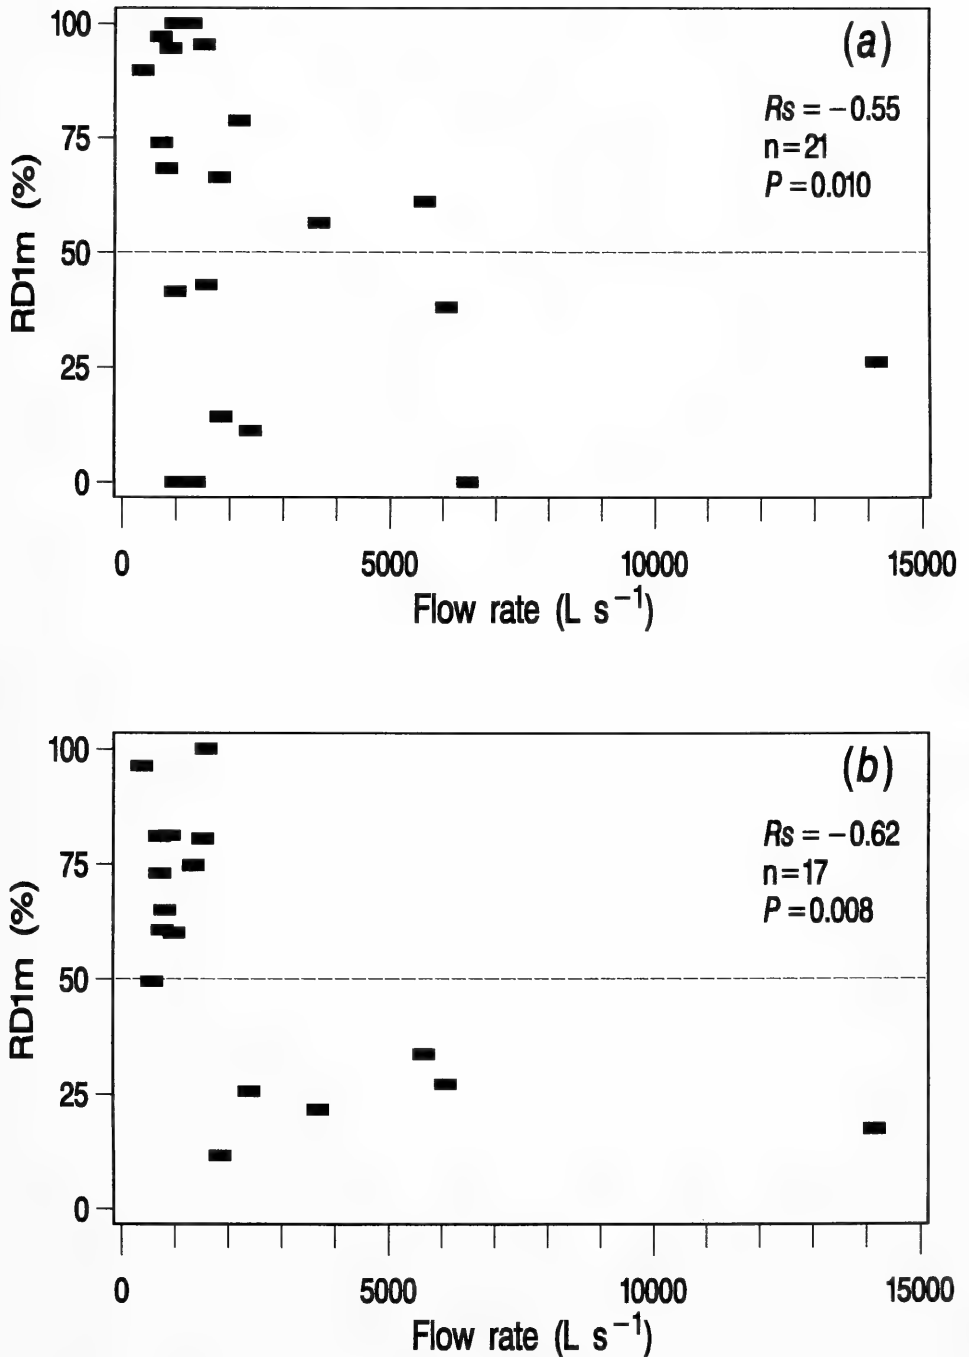 (a)
Rs = −0.55
n=21
P=0.010
RD1m (%)
100
75
50
25
0
0 5000 10000 15000
Flow rate (L s⁻¹)
(b)
Rs = −0.62
n=17
P=0.008
RD1m (%)
100
75
50
25
0
0 5000 10000 15000
Flow rate (L s⁻¹)